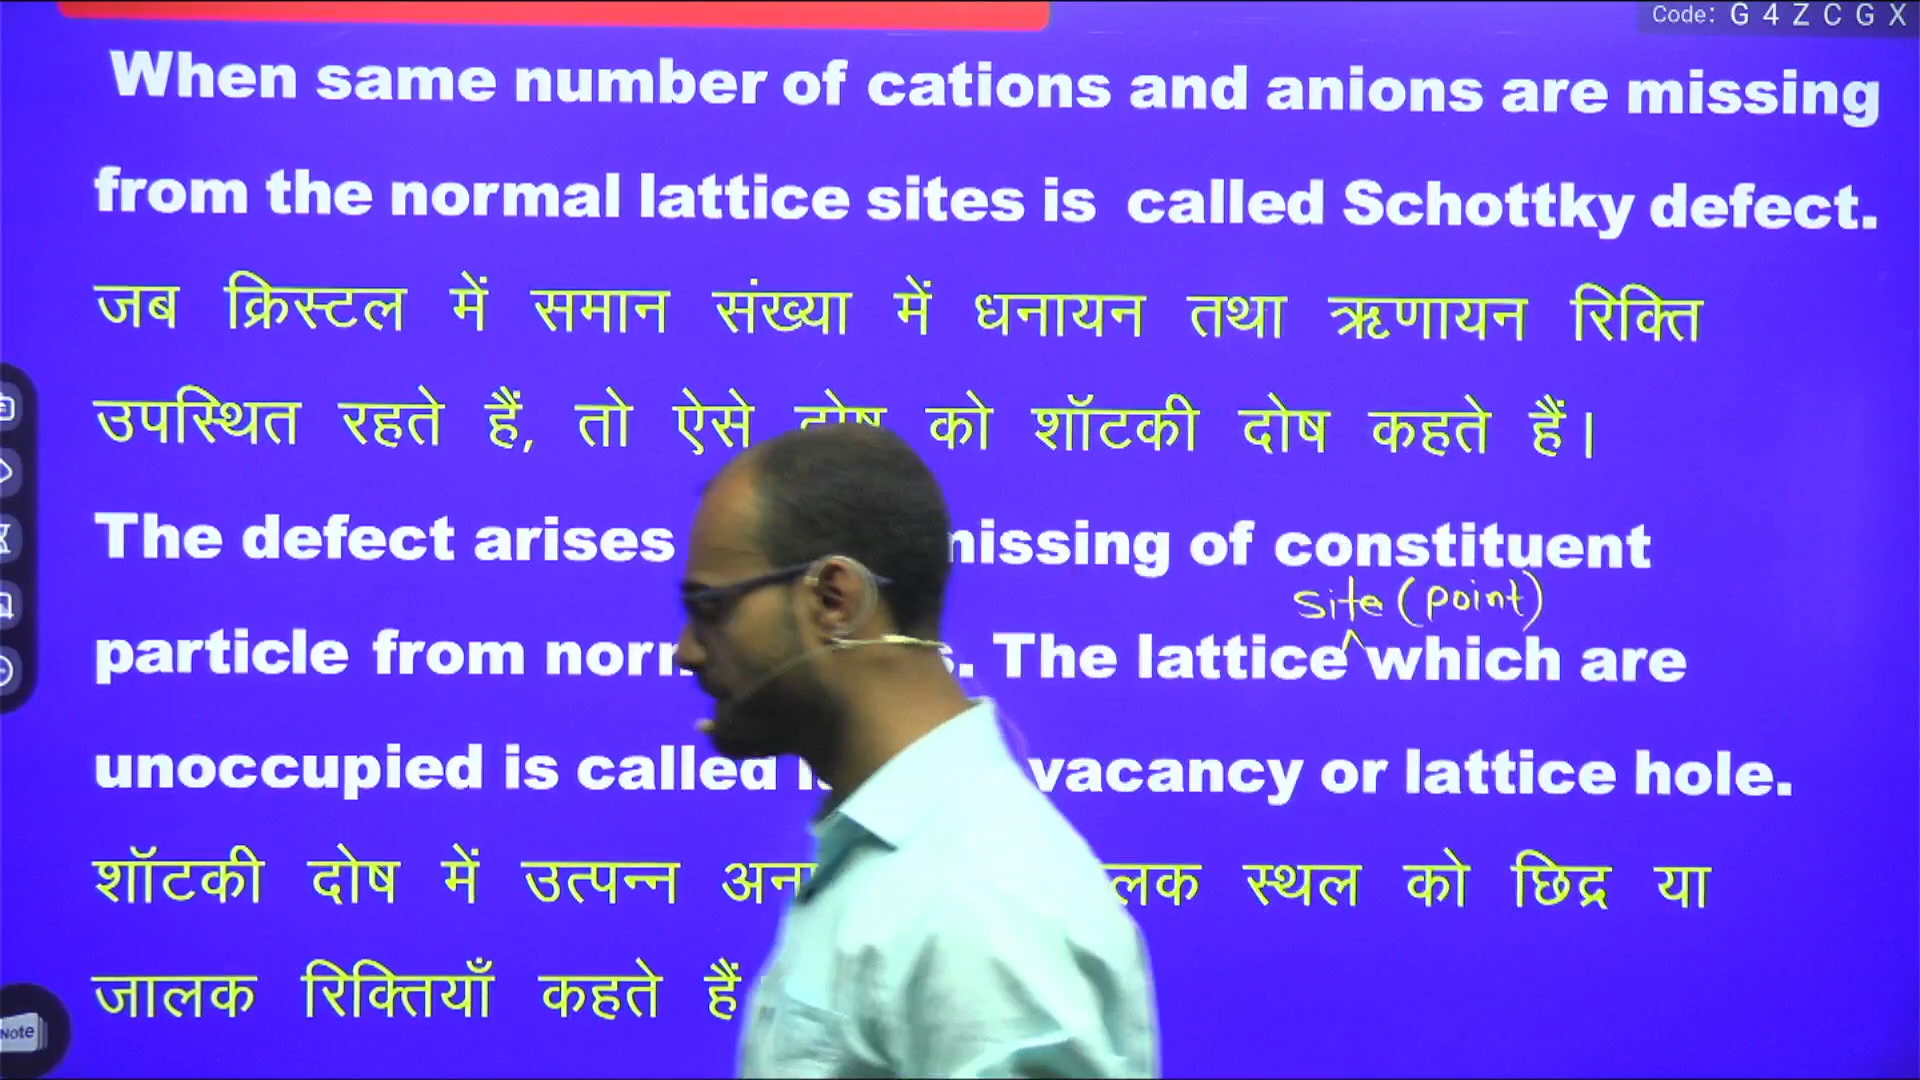 Code: G 4 Z C G X
When same number of cations and anions are missing
from the normal lattice sites is called Schottky defect.
जब क्रिस्टल में समान संख्या में धनायन तथा ऋणायन रिक्ति
उपस्थित रहते हैं, तो ऐसे दोष को शॉटकी दोष कहते हैं।
The defect arises missing of constituent
site (point)
particle from The lattice which are
unoccupied is called vacancy or lattice hole.
शॉटकी दोष में उत्पन्न स्थल को छिद्र या
जालक रिक्तियाँ कहते हैं
Note